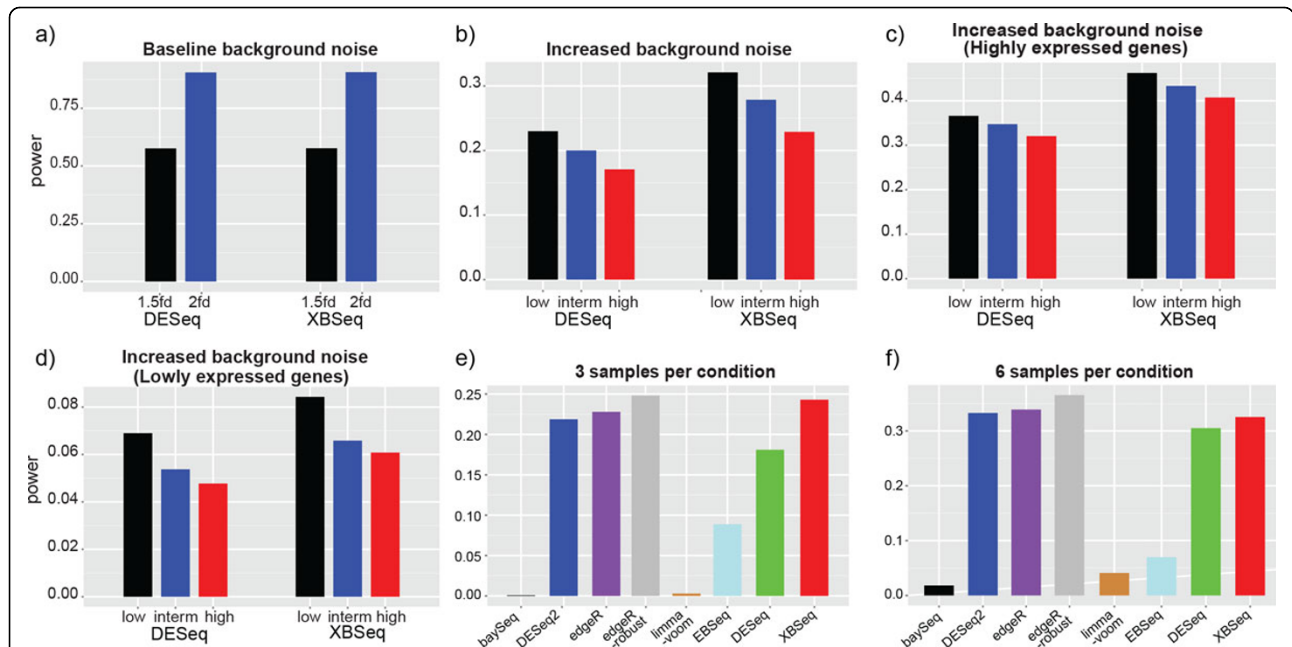 a)
Baseline background noise
power
0.75
0.50
0.25
0.00
1.5fd 2fd 1.5fd 2fd
DESeq XBSeq
b)
Increased background noise
0.3
0.2
0.3
0.
low interm high low interm high
DESeq XBSeq
c)
Increased background noise
(Highly expressed genes)
0.4
0.3
0.2
0.4
0.
low interm high low interm high
DESeq XBSeq
d)
Increased background noise
(Lowly expressed genes)
power
0.08
0.06
0.04
0.02
0.00
low interm high low interm high
DESeq XBSeq
e)
3 samples per condition
0.25
0.20
0.15
0.10
0.05
0.00
baySeq
DESeq2
edgeR
edgeR
-robust
limma
-voom
EBSeq
DESeq
XBSeq
f)
6 samples per condition
0.3
0.2
0.1
0.0
baySeq
DESeq2
edgeR
edgeR
-robust
limma
-voom
EBSeq
DESeq
XBSeq